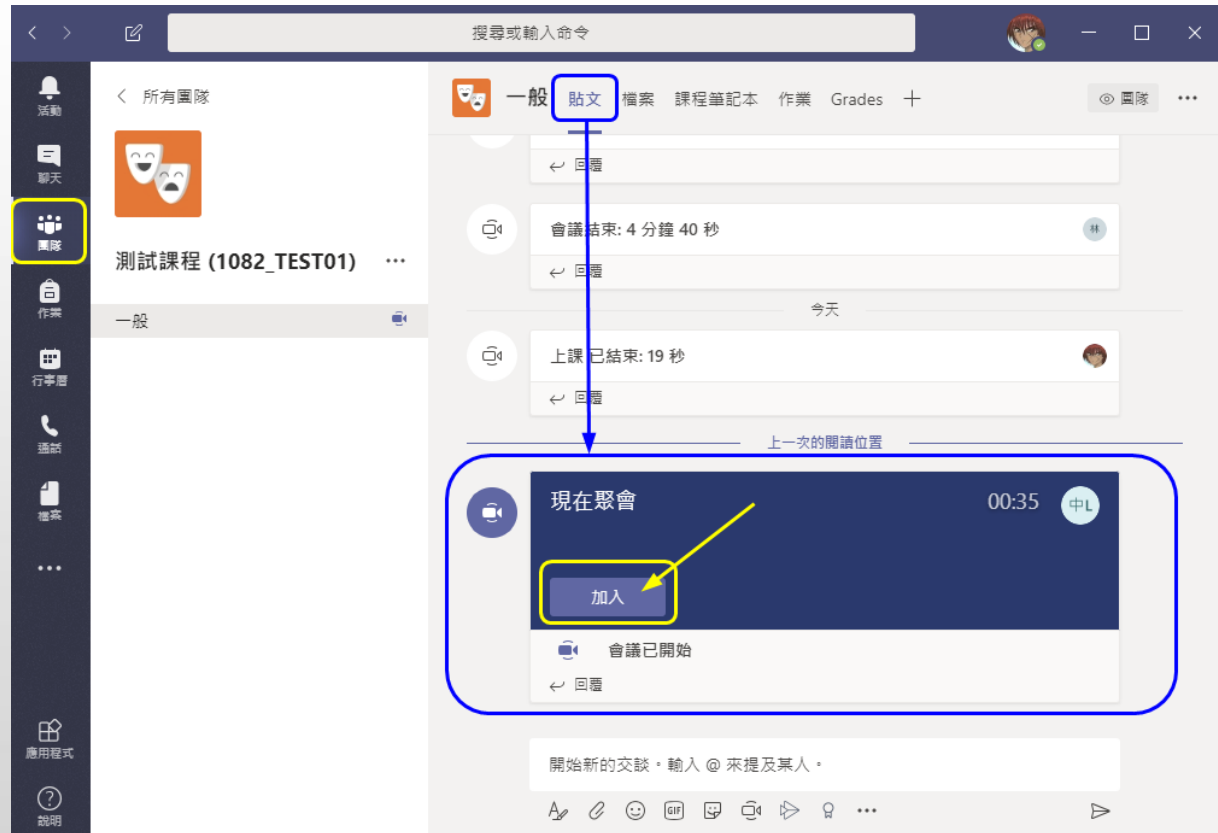 搜尋或輸入命令
活動
聊天
團隊
作業
行事曆
通話
檔案
應用程式
說明
所有團隊
測試課程 (1082_TEST01)
一般
一般 貼文 檔案 課程筆記本 作業 Grades
團隊
回覆
會議結束: 4 分鐘 40 秒
林
回覆
今天
上課 已結束: 19 秒
回覆
上一次的閱讀位置
現在聚會 00:35 中L
加入
會議已開始
回覆
開始新的交談。輸入 @ 來提及某人。
GIF